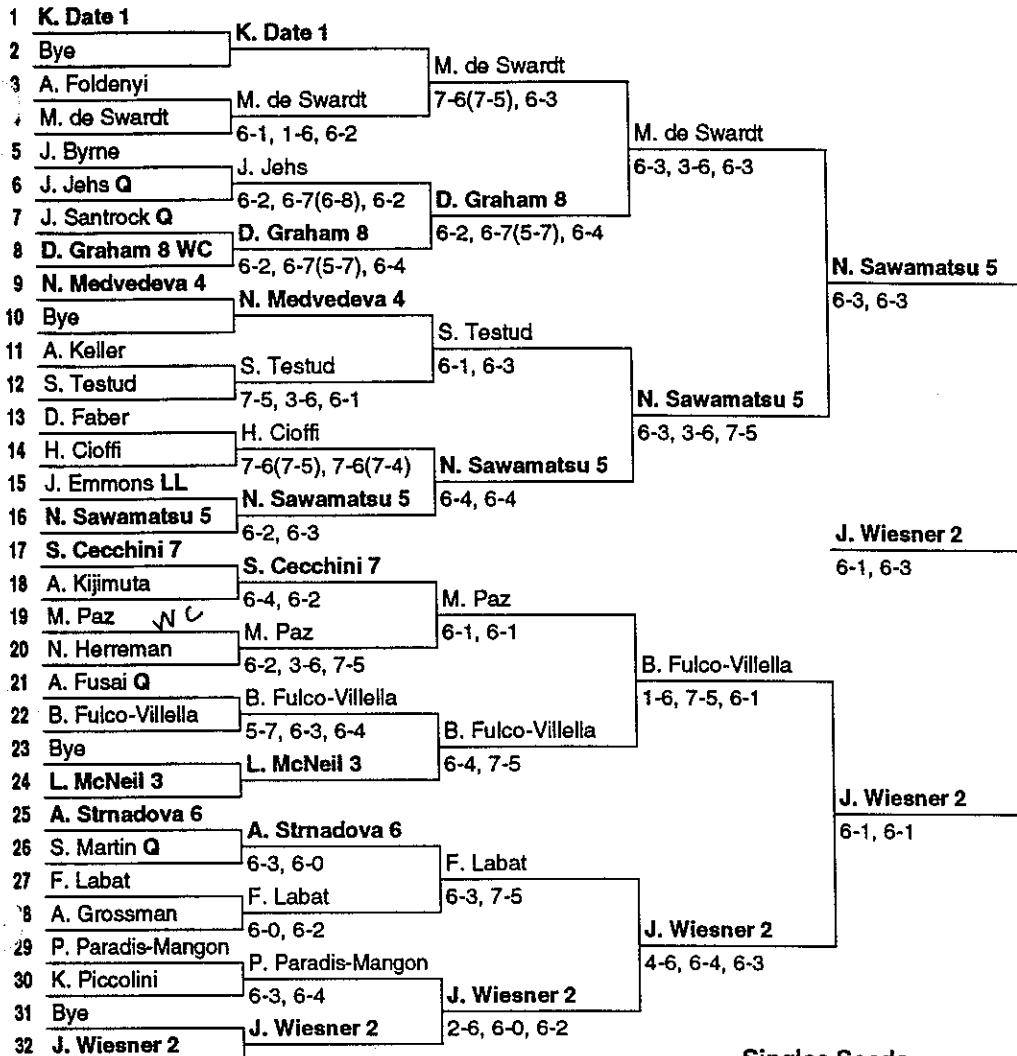 1 K. Date 1
2 Bye
K. Date 1
3 A. Foldenyi
M. de Swardt
M. de Swardt
6-1, 1-6, 6-2
M. de Swardt
7-6(7-5), 6-3
5 J. Byrne
6 J. Jehs Q
J. Jehs
6-2, 6-7(6-8), 6-2
7 J. Santrock Q
8 D. Graham 8 WC
D. Graham 8
6-2, 6-7(5-7), 6-4
D. Graham 8
6-2, 6-7(5-7), 6-4
M. de Swardt
6-3, 3-6, 6-3
9 N. Medvedeva 4
10 Bye
N. Medvedeva 4
11 A. Keller
12 S. Testud
S. Testud
7-5, 3-6, 6-1
S. Testud
6-1, 6-3
13 D. Faber
14 H. Cioffi
H. Cioffi
7-6(7-5), 7-6(7-4)
15 J. Emmons LL
16 N. Sawamatsu 5
N. Sawamatsu 5
6-2, 6-3
N. Sawamatsu 5
6-4, 6-4
N. Sawamatsu 5
6-3, 3-6, 7-5
N. Sawamatsu 5
6-3, 6-3
J. Wiesner 2
6-1, 6-3
17 S. Cecchini 7
18 A. Kijimuta
S. Cecchini 7
6-4, 6-2
19 M. Paz WC
20 N. Herreman
M. Paz
6-2, 3-6, 7-5
M. Paz
6-1, 6-1
21 A. Fusai Q
22 B. Fulco-Villella
B. Fulco-Villella
5-7, 6-3, 6-4
23 Bye
24 L. McNeil 3
L. McNeil 3
B. Fulco-Villella
6-4, 7-5
B. Fulco-Villella
1-6, 7-5, 6-1
25 A. Strnadova 6
26 S. Martin Q
A. Strnadova 6
6-3, 6-0
27 F. Labat
8 A. Grossman
F. Labat
6-0, 6-2
F. Labat
6-3, 7-5
29 P. Paradis-Mangon
30 K. Piccolini
P. Paradis-Mangon
6-3, 6-4
31 Bye
32 J. Wiesner 2
J. Wiesner 2
J. Wiesner 2
2-6, 6-0, 6-2
J. Wiesner 2
4-6, 6-4, 6-3
J. Wiesner 2
6-1, 6-1
Singles Seeds